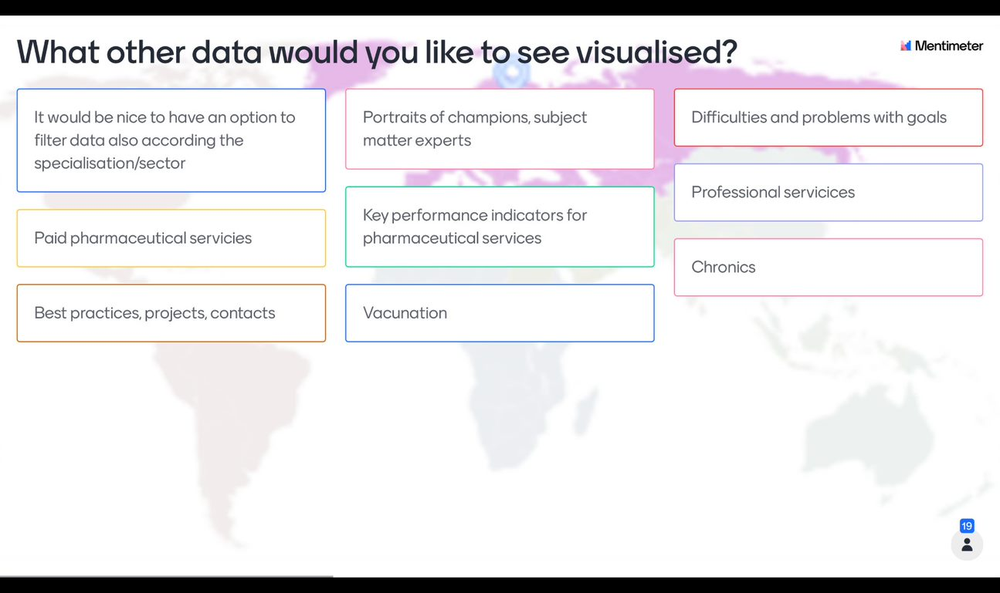 What other data would you like to see visualised?
Mentimeter
It would be nice to have an option to
filter data also according the
specialisation/sector
Paid pharmaceutical servicies
Best practices, projects, contacts
Portraits of champions, subject
matter experts
Key performance indicators for
pharmaceutical services
Vacunation
Difficulties and problems with goals
Professional servicices
Chronics
19